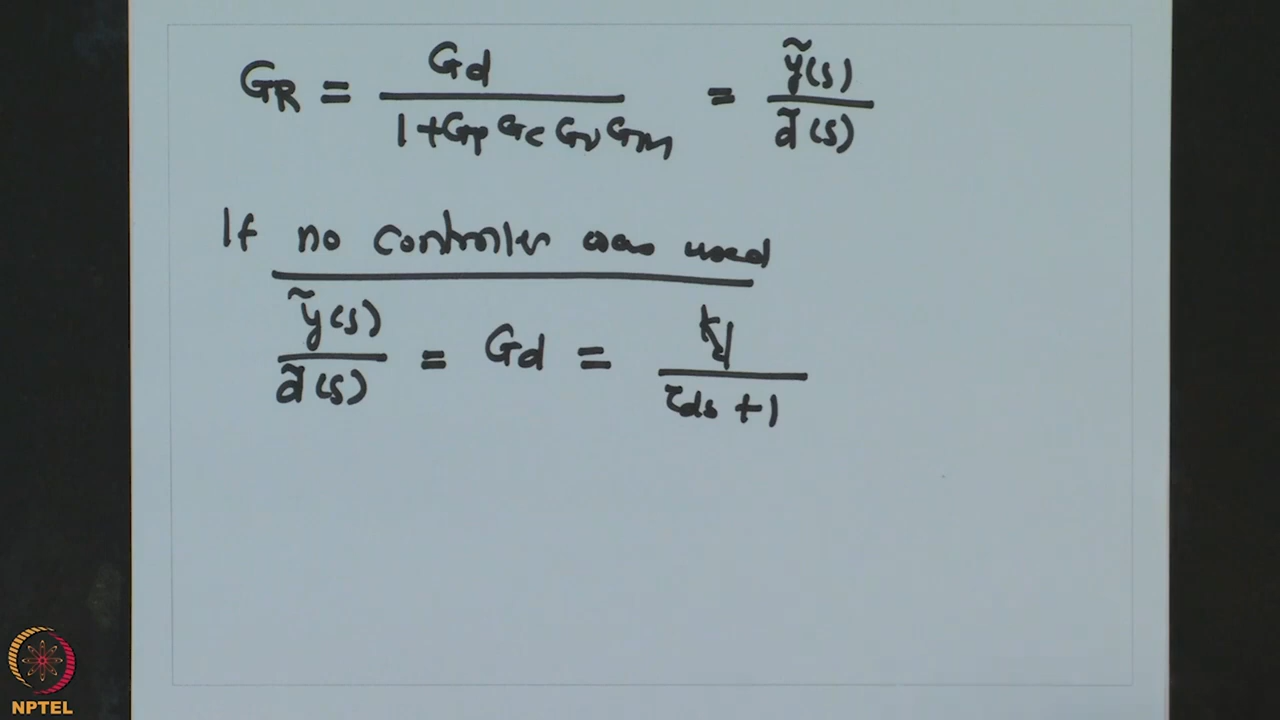 GR = Gd / (1 + Gp Gc Gv Gm) = ỹ(s) / d̃(s)
If no controller was used
ỹ(s) / d̃(s) = Gd = kd / (τds + 1)
NPTEL